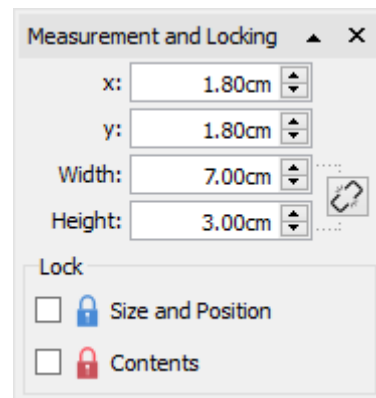 Measurement and Locking
x: 1.80cm
y: 1.80cm
Width: 7.00cm
Height: 3.00cm
Lock
Size and Position
Contents